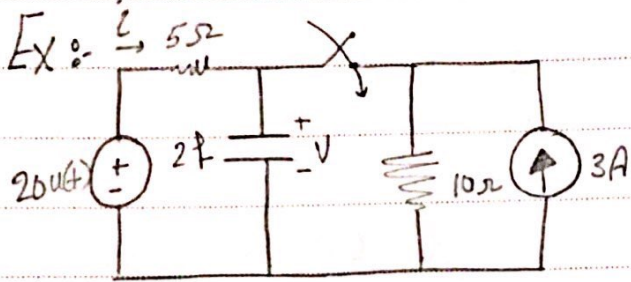 Ex:- i → 5Ω
20u(t) + - 2f + - V 10Ω 3A